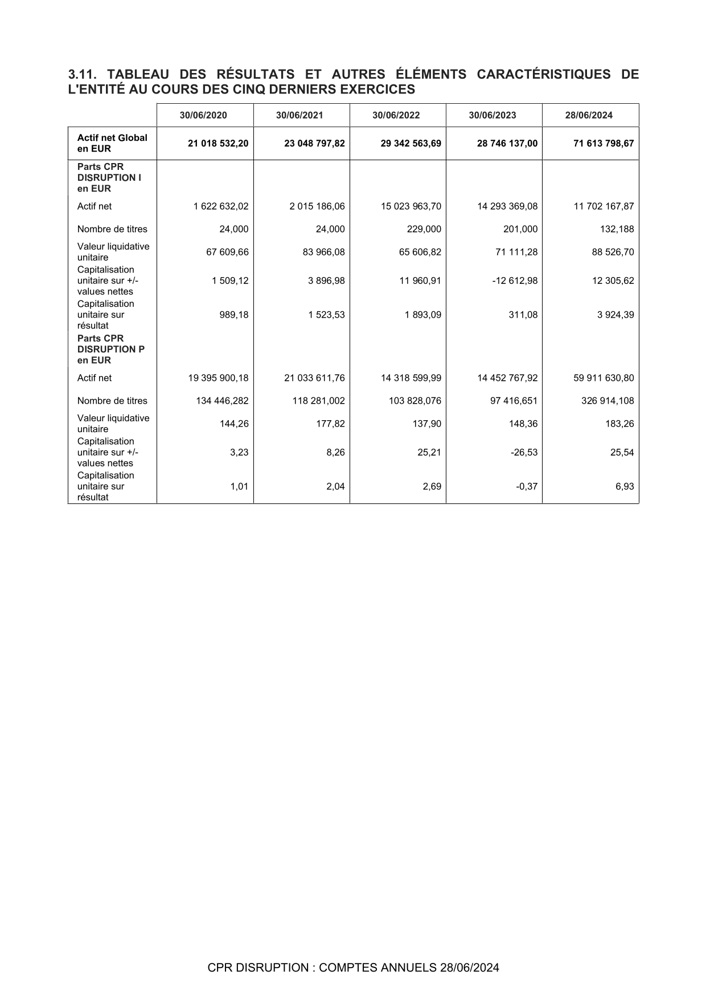 3.11. TABLEAU DES RÉSULTATS ET AUTRES ÉLÉMENTS CARACTÉRISTIQUES DE
L'ENTITÉ AU COURS DES CINQ DERNIERS EXERCICES
30/06/2020 30/06/2021 30/06/2022 30/06/2023 28/06/2024
Actif net Global
en EUR
21 018 532,20 23 048 797,82 29 342 563,69 28 746 137,00 71 613 798,67
Parts CPR
DISRUPTION I
en EUR
Actif net 1 622 632,02 2 015 186,06 15 023 963,70 14 293 369,08 11 702 167,87
Nombre de titres 24,000 24,000 229,000 201,000 132,188
Valeur liquidative
unitaire
67 609,66 83 966,08 65 606,82 71 111,28 88 526,70
Capitalisation
unitaire sur +/-
values nettes
1 509,12 3 896,98 11 960,91 -12 612,98 12 305,62
Capitalisation
unitaire sur
résultat
989,18 1 523,53 1 893,09 311,08 3 924,39
Parts CPR
DISRUPTION P
en EUR
Actif net 19 395 900,18 21 033 611,76 14 318 599,99 14 452 767,92 59 911 630,80
Nombre de titres 134 446,282 118 281,002 103 828,076 97 416,651 326 914,108
Valeur liquidative
unitaire
144,26 177,82 137,90 148,36 183,26
Capitalisation
unitaire sur +/-
values nettes
3,23 8,26 25,21 -26,53 25,54
Capitalisation
unitaire sur
résultat
1,01 2,04 2,69 -0,37 6,93
CPR DISRUPTION : COMPTES ANNUELS 28/06/2024